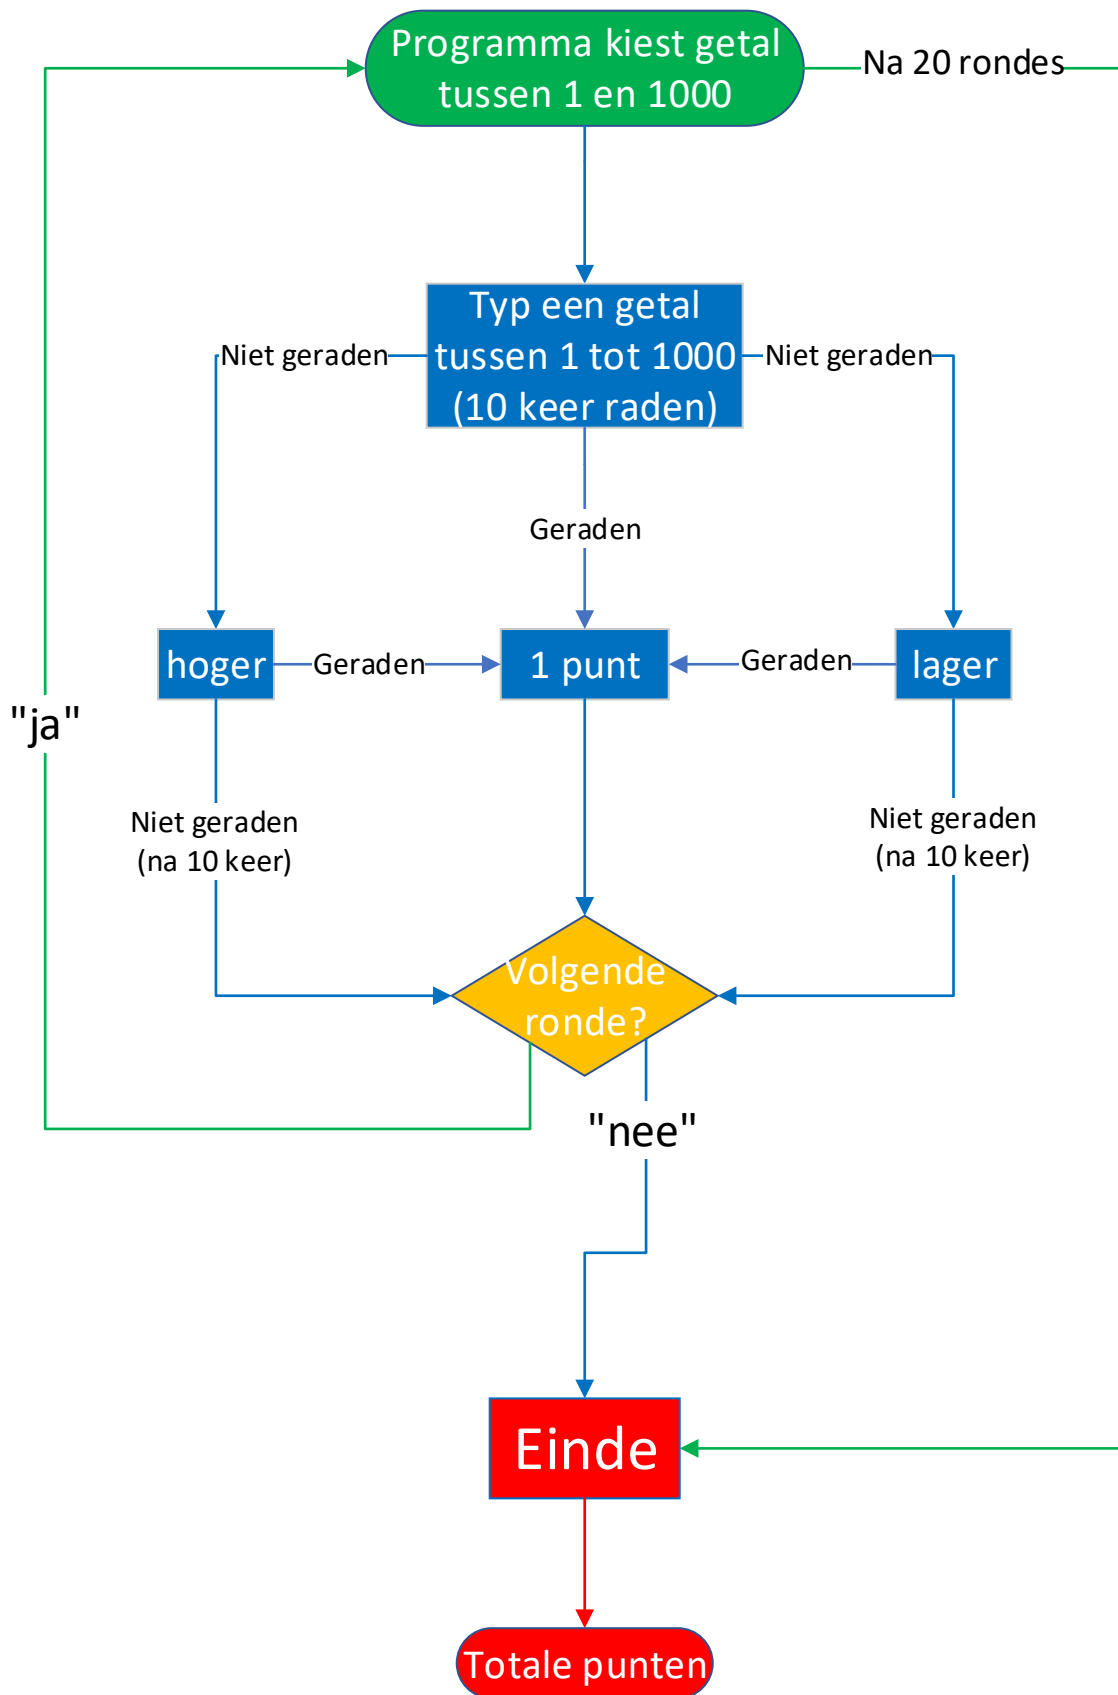 Programma kiest getal
tussen 1 en 1000
Na 20 rondes
Typ een getal
tussen 1 tot 1000
(10 keer raden)
Niet geraden
Niet geraden
Geraden
hoger
Geraden
1 punt
Geraden
lager
"ja"
Niet geraden
(na 10 keer)
Niet geraden
(na 10 keer)
Volgende
ronde?
"nee"
Einde
Totale punten